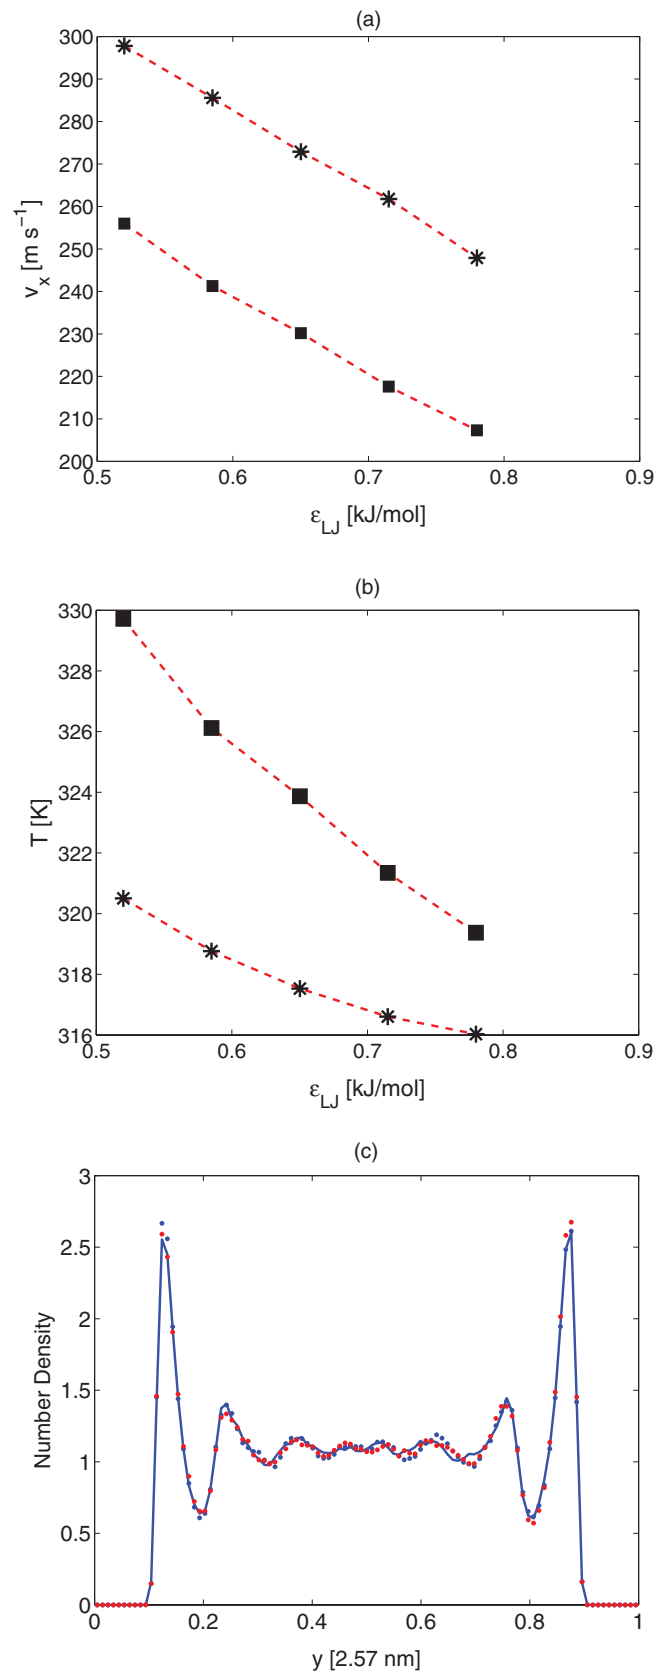 (a)
300
290
280
270
260
250
240
230
220
210
200
v_x [m s⁻¹]
0.5 0.6 0.7 0.8 0.9
ε_LJ [kJ/mol]
(b)
330
328
326
324
322
320
318
316
T [K]
0.5 0.6 0.7 0.8 0.9
ε_LJ [kJ/mol]
(c)
3
2.5
2
1.5
1
0.5
0
Number Density
0 0.2 0.4 0.6 0.8 1
y [2.57 nm]